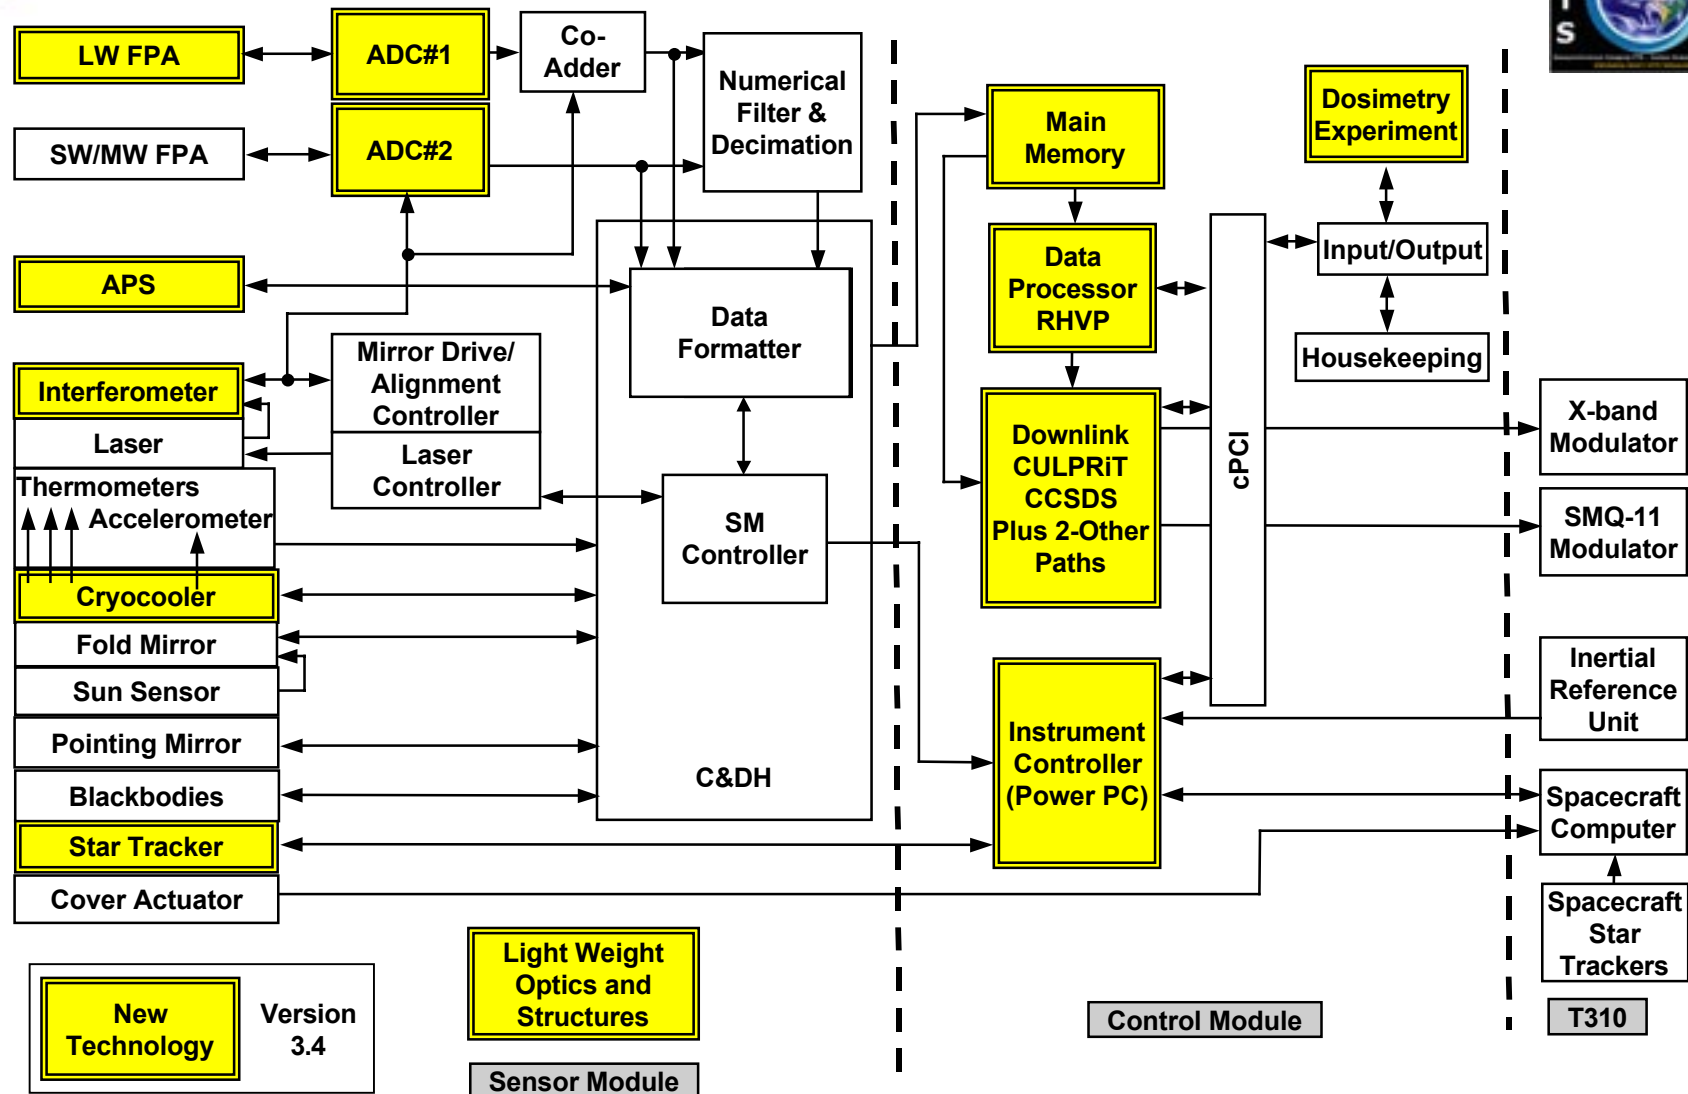 LW FPA
ADC#1
Co-
Adder
Numerical
Filter &
Decimation
SW/MW FPA
ADC#2
APS
Interferometer
Laser
Mirror Drive/
Alignment
Controller
Laser
Controller
Thermometers
Accelerometer
Cryocooler
Fold Mirror
Sun Sensor
Pointing Mirror
Blackbodies
Star Tracker
Cover Actuator
Data
Formatter
SM
Controller
C&DH
Main
Memory
Data
Processor
RHVP
Downlink
CULPRiT
CCSDS
Plus 2-Other
Paths
Instrument
Controller
(Power PC)
cPCI
Dosimetry
Experiment
Input/Output
Housekeeping
S
X-band
Modulator
SMQ-11
Modulator
Inertial
Reference
Unit
Spacecraft
Computer
Spacecraft
Star
Trackers
New
Technology
Version
3.4
Light Weight
Optics and
Structures
Sensor Module
Control Module
T310